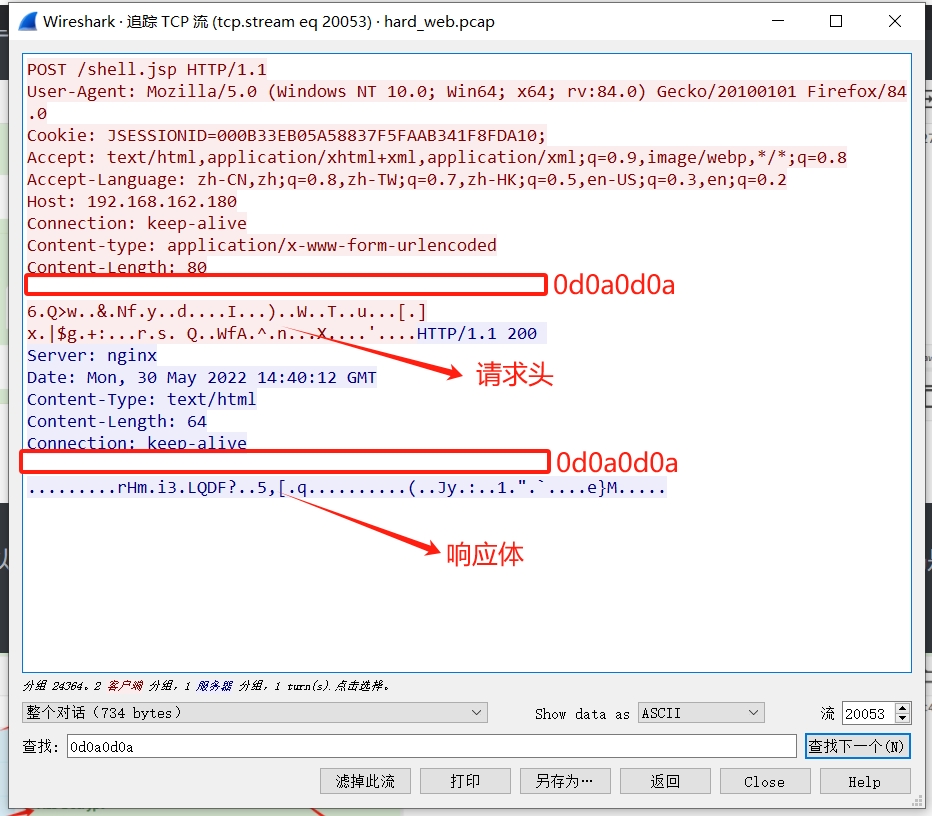 Wireshark · 追踪 TCP 流 (tcp.stream eq 20053) · hard_web.pcap
POST /shell.jsp HTTP/1.1
User-Agent: Mozilla/5.0 (Windows NT 10.0; Win64; x64; rv:84.0) Gecko/20100101 Firefox/84
.0
Cookie: JSESSIONID=000B33EB05A58837F5FAAB341F8FDA10;
Accept: text/html,application/xhtml+xml,application/xml;q=0.9,image/webp,*/*;q=0.8
Accept-Language: zh-CN,zh;q=0.8,zh-TW;q=0.7,zh-HK;q=0.5,en-US;q=0.3,en;q=0.2
Host: 192.168.162.180
Connection: keep-alive
Content-type: application/x-www-form-urlencoded
Content-Length: 80
0d0a0d0a
6.Q>w..&.Nf.y..d....I...)..W..T..u...[.]
x.|$g.+:...r.s. Q..WfA.^.n...X....'....HTTP/1.1 200
Server: nginx
请求头
Date: Mon, 30 May 2022 14:40:12 GMT
Content-Type: text/html
Content-Length: 64
Connection: keep-alive
0d0a0d0a
.........rHm.i3.LQDF?..5,[.q..........(..Jy.:..1.".`....e}M.....
响应体
分组 24364。2 客户端 分组，1 服务器 分组，1 turn(s).点击选择。
整个对话（734 bytes）
Show data as ASCII
流 20053
查找: 0d0a0d0a
查找下一个(N)
滤掉此流 打印 另存为… 返回 Close Help